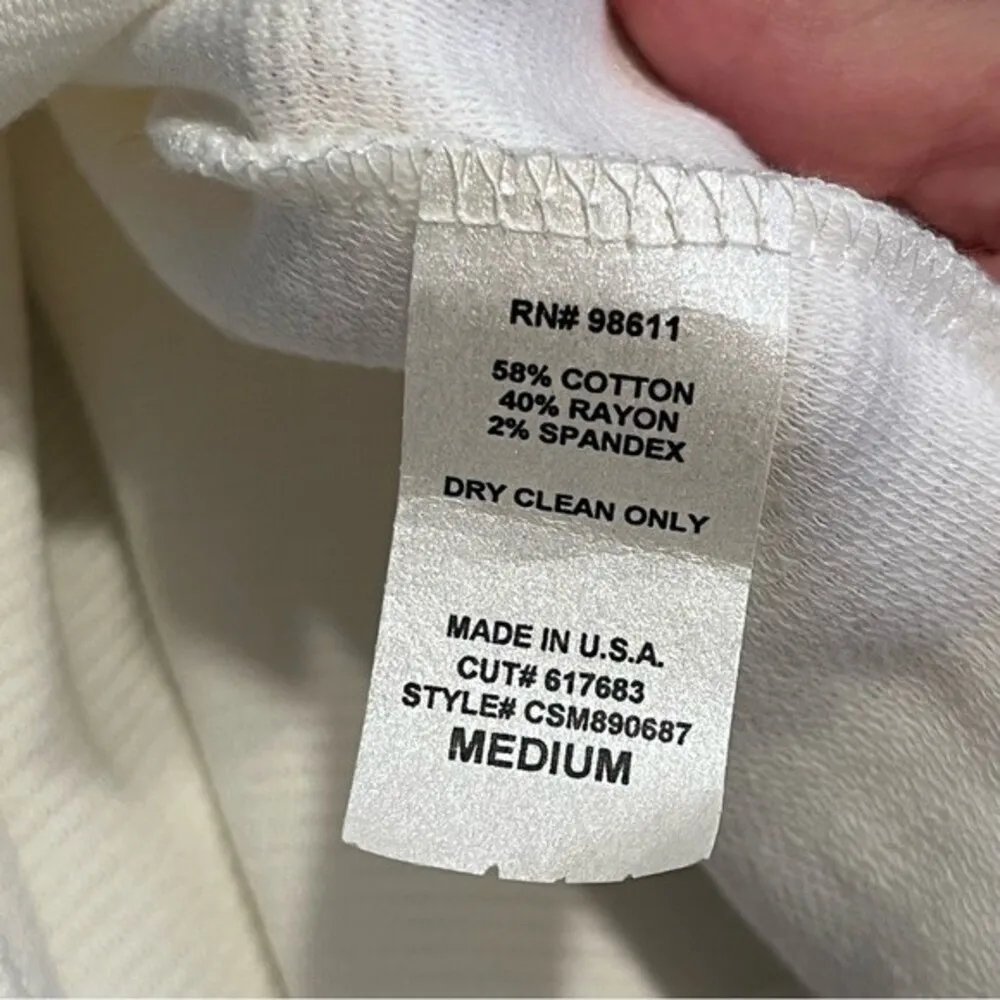 RN# 98611
58% COTTON
40% RAYON
2% SPANDEX
DRY CLEAN ONLY
MADE IN U.S.A.
CUT# 617683
STYLE# CSM890687
MEDIUM